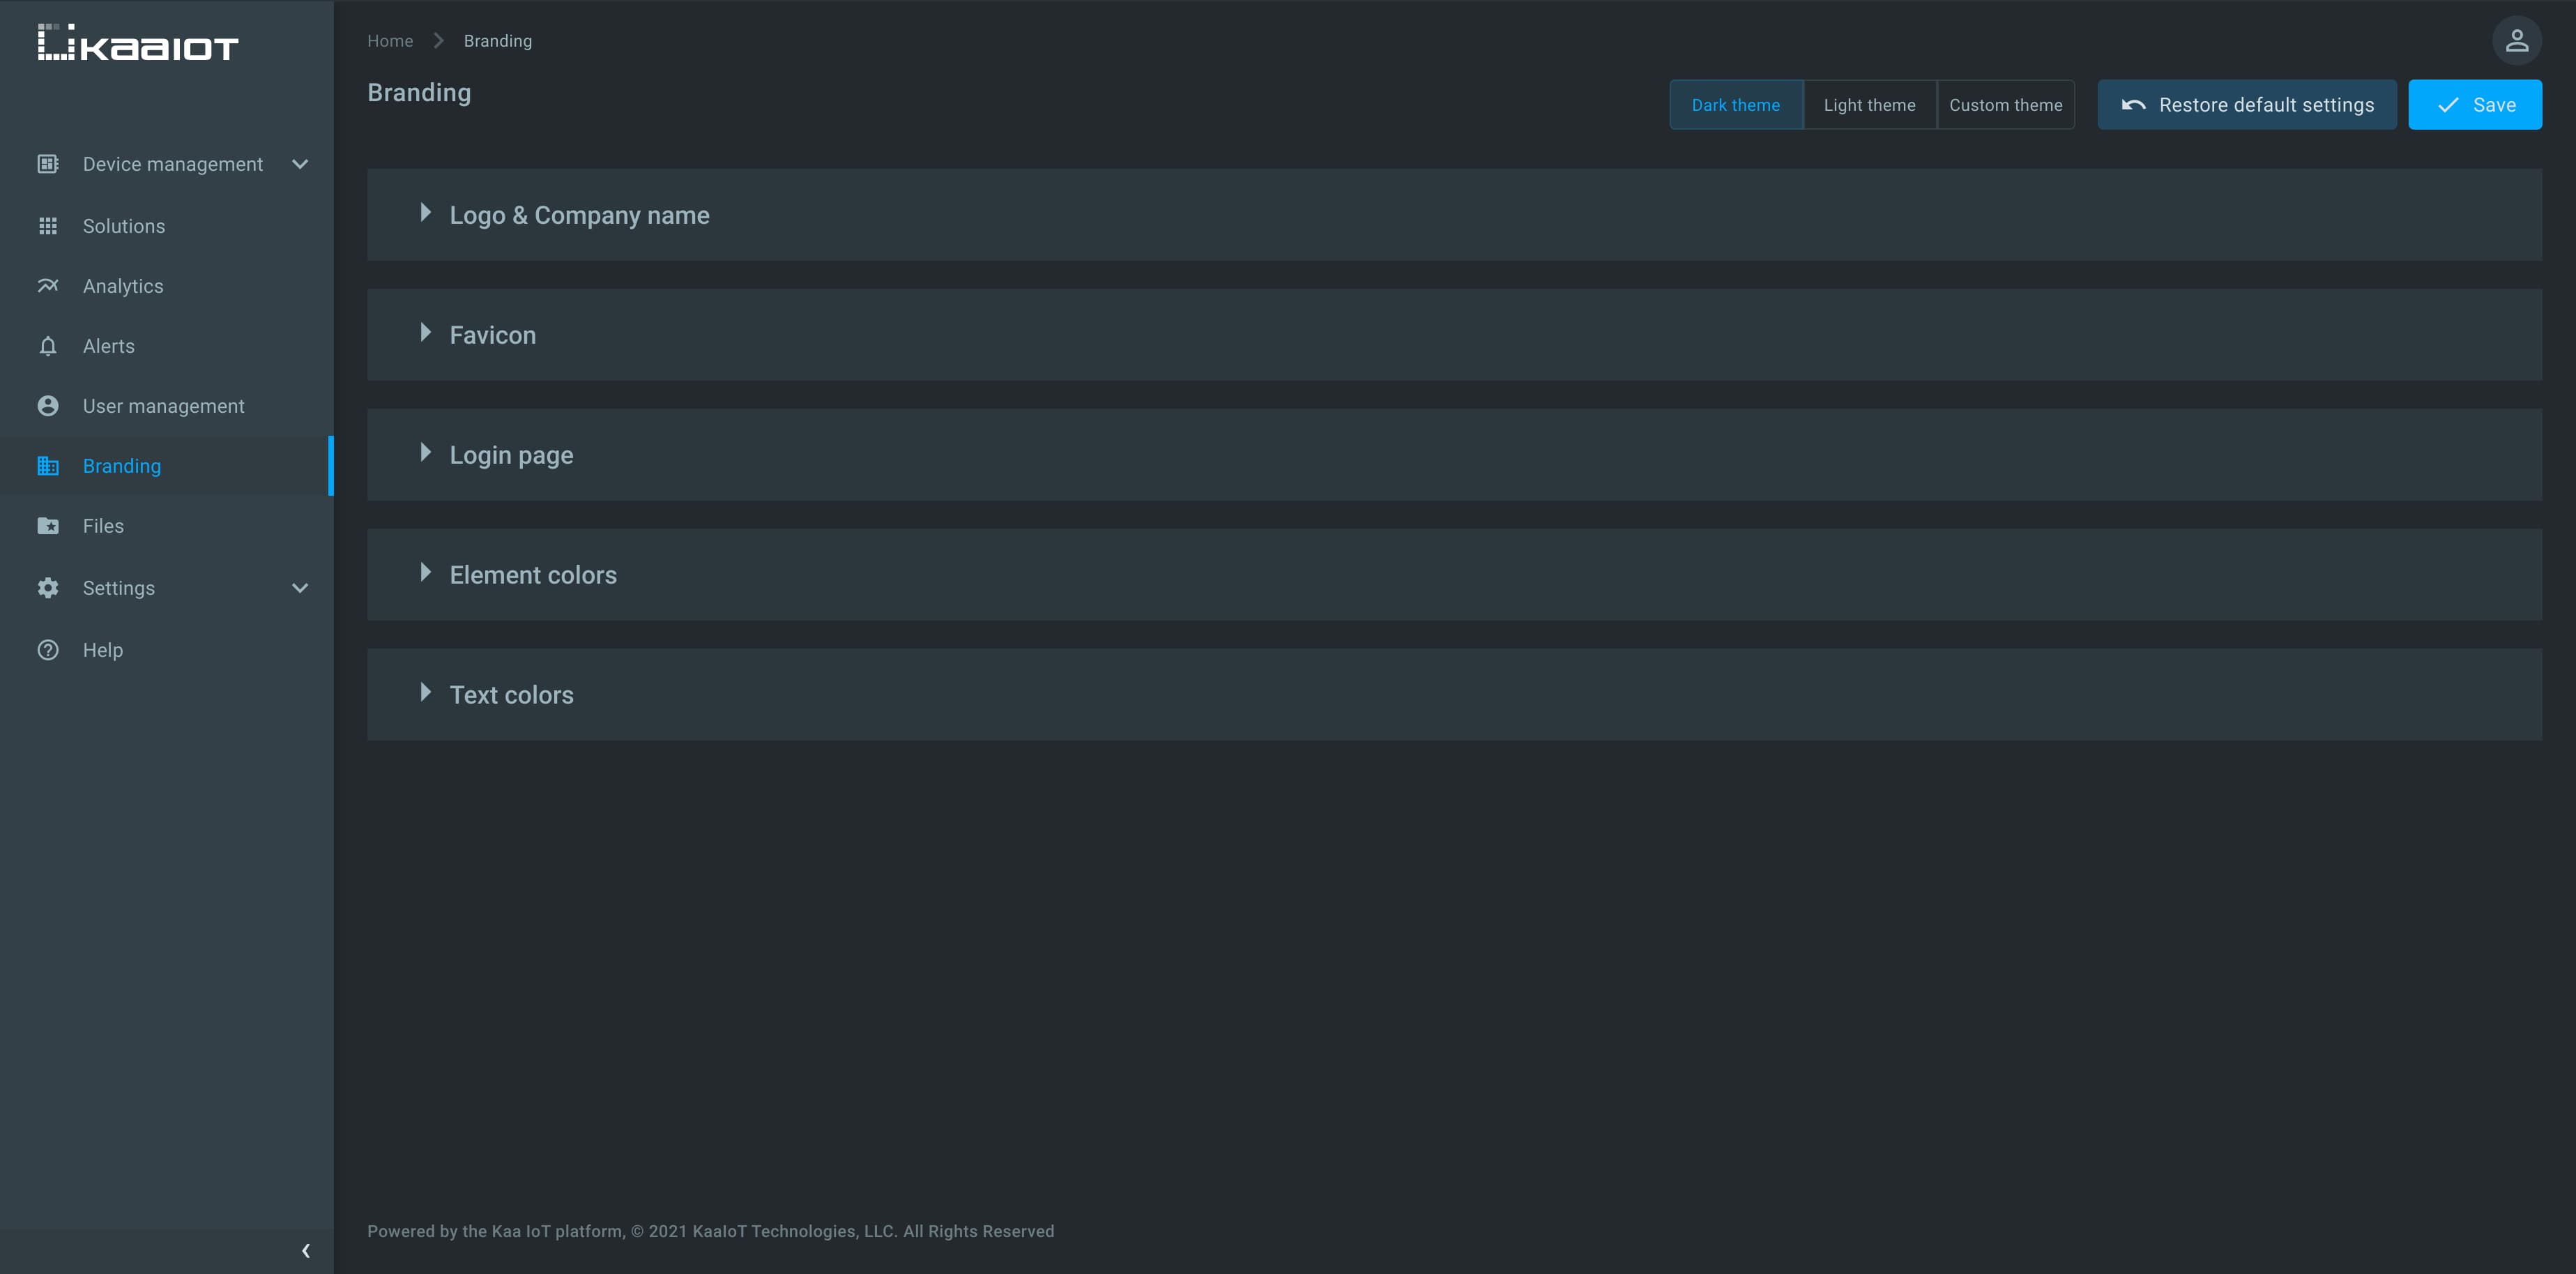 kaaIoT
Home
Branding
Branding
Dark theme
Light theme
Custom theme
Restore default settings
Save
Device management
Solutions
Analytics
Alerts
User management
Branding
Files
Settings
Help
Logo & Company name
Favicon
Login page
Element colors
Text colors
Powered by the Kaa IoT platform, © 2021 KaaIoT Technologies, LLC. All Rights Reserved